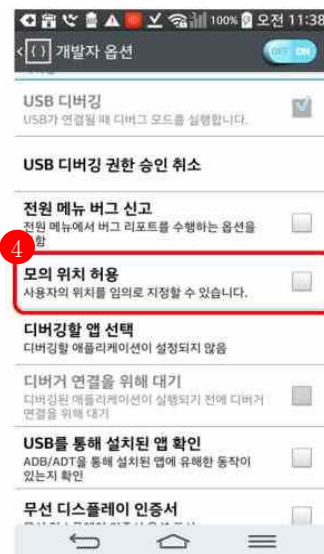 100% 오전 11:38
개발자 옵션
ON
USB 디버깅
USB가 연결될 때 디버그 모드를 실행합니다.
USB 디버깅 권한 승인 취소
전원 메뉴 버그 신고
전원 메뉴에서 버그 리포트를 수행하는 옵션을
함
4
모의 위치 허용
사용자의 위치를 임의로 지정할 수 있습니다.
디버깅할 앱 선택
디버깅할 애플리케이션이 설정되지 않음
디버거 연결을 위해 대기
디버깅된 애플리케이션이 실행되기 전에 디버거
연결을 위해 대기
USB를 통해 설치된 앱 확인
ADB/ADT을 통해 설치된 앱에 유해한 동작이
있는지 확인
무선 디스플레이 인증서